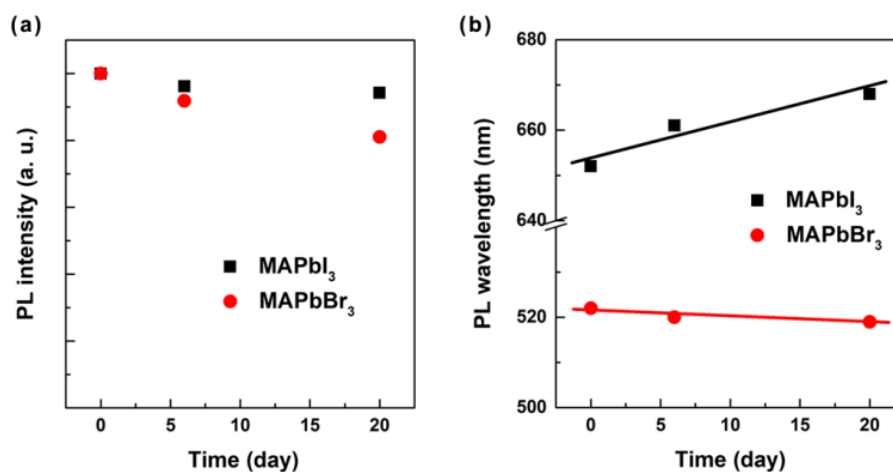 (a)
PL intensity (a. u.)
MAPbI₃
MAPbBr₃
0 5 10 15 20
Time (day)
(b)
PL wavelength (nm)
680
660
640
520
500
MAPbI₃
MAPbBr₃
0 5 10 15 20
Time (day)